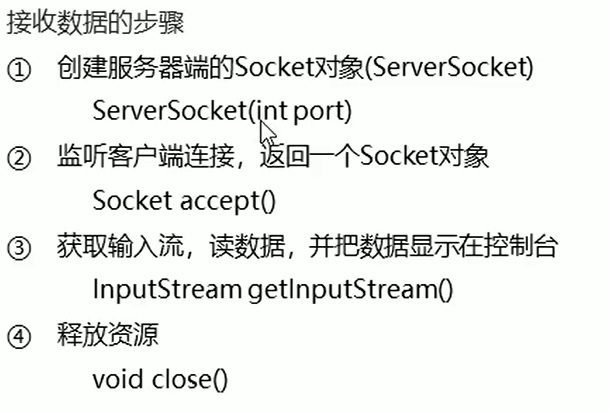 接收数据的步骤
① 创建服务器端的Socket对象(ServerSocket)
ServerSocket(int port)
② 监听客户端连接，返回一个Socket对象
Socket accept()
③ 获取输入流，读数据，并把数据显示在控制台
InputStream getInputStream()
④ 释放资源
void close()